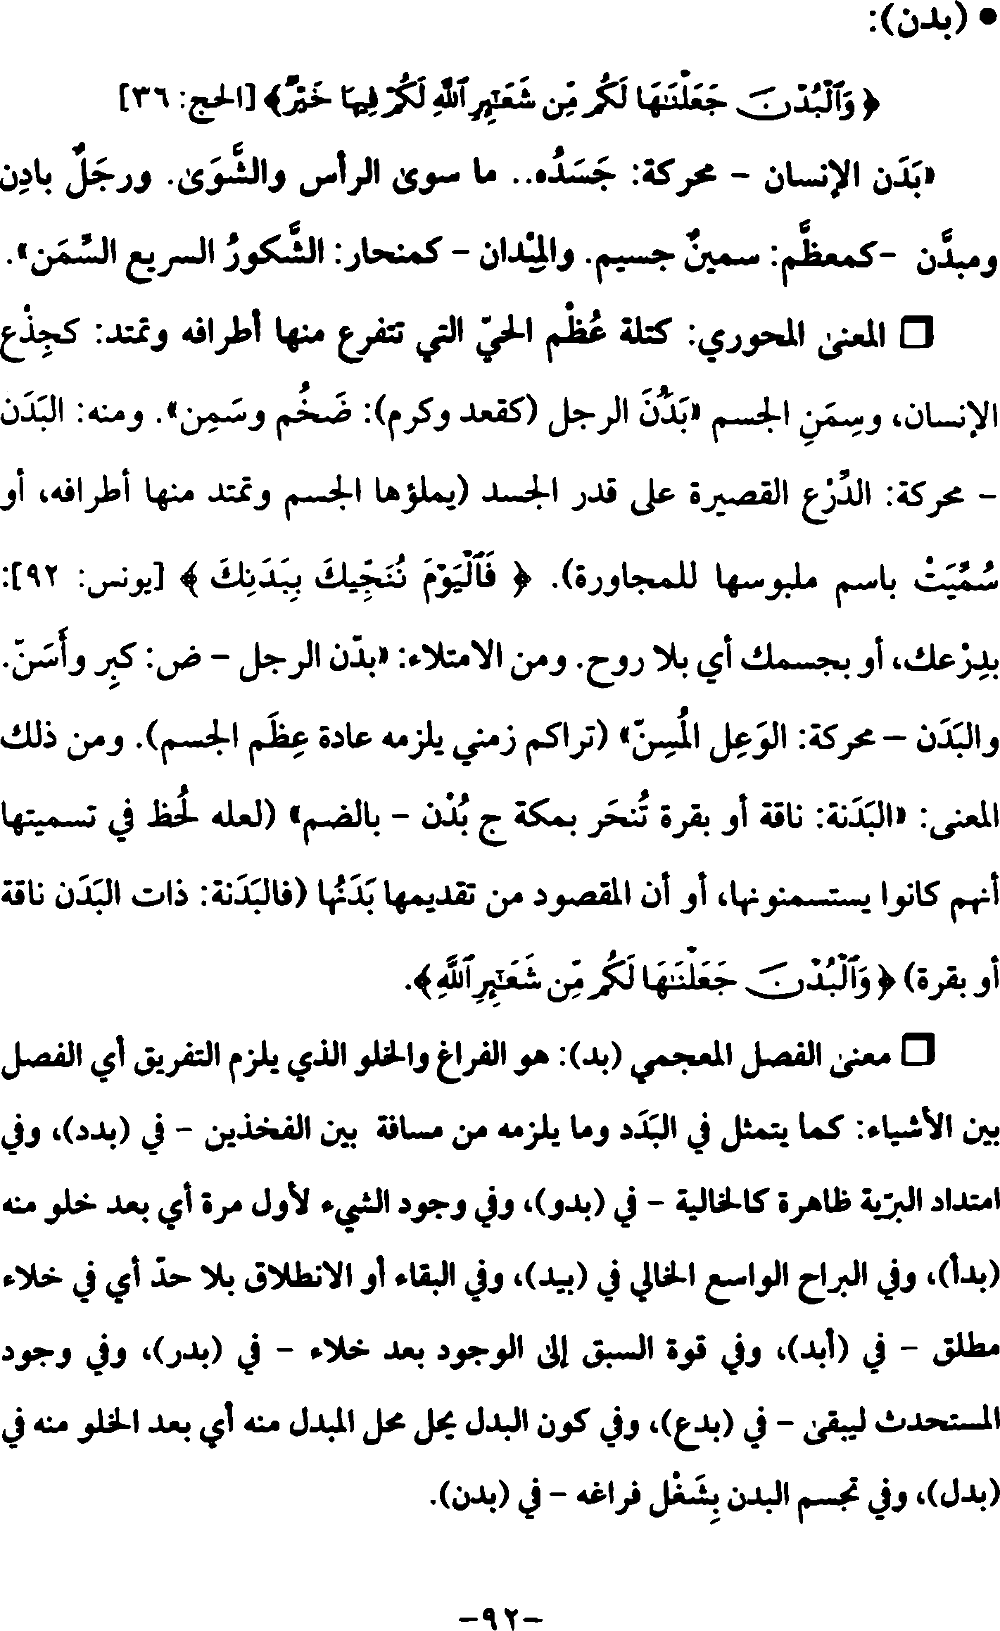 • (بدن):
﴿ وَٱلْبُدْنَ جَعَلْنَٰهَا لَكُم مِّن شَعَٰٓئِرِ ٱللَّهِ لَكُمْ فِيهَا خَيْرٌ﴾ [الحج: ٣٦]
«بَدَن الإنسان – محركة: جَسَدُه.. ما سوى الرأس والشَّوَىٰ. ورجَلٌ بادِن
ومبدَّن –كمعظَّم: سمينٌ جسيم. والمِبْدان – كمنحار: الشَّكورُ السريع السِّمَن».
❒ المعنىٰ المحوري: كتلة عُظْم الحيّ التي تتفرع منها أطرافه وتمتد: كجِذْع
الإنسان، وسِمَنِ الجسم «بَدُنَ الرجل (كقعد وكرم): ضَخُم وسَمِن». ومنه: البَدَن
– محركة: الدِّرْع القصيرة على قدر الجسد (يملؤها الجسم وتمتد منها أطرافه، أو
سُمِّيَتْ باسم ملبوسها للمجاورة). ﴿ فَٱلْيَوْمَ نُنَجِّيكَ بِبَدَنِكَ ﴾ [يونس: ٩٢]:
بدِرْعك، أو بجسمك أي بلا روح. ومن الامتلاء: «بدّن الرجل – ض: كبِر وأَسَنّ.
والبَدَن – محركة: الوَعِل المُسِنّ» (تراكم زمني يلزمه عادة عِظَم الجسم). ومن ذلك
المعنى: «البَدَنة: ناقة أو بقرة تُنحَر بمكة ج بُدْن – بالضم» (لعله لُحظ في تسميتها
أنهم كانوا يستسمنونها، أو أن المقصود من تقديمها بَدَنُها (فالبَدَنة: ذات البَدَن ناقة
أو بقرة) ﴿ وَٱلْبُدْنَ جَعَلْنَٰهَا لَكُم مِّن شَعَٰٓئِرِ ٱللَّهِ ﴾.
❒ معنىٰ الفصل المعجمي (بد): هو الفراغ والخلو الذي يلزم التفريق أي الفصل
بين الأشياء: كما يتمثل في البَدَد وما يلزمه من مسافة بين الفخذين – في (بدد)، وفي
امتداد البرّية ظاهرة كالخالية – في (بدو)، وفي وجود الشيء لأول مرة أي بعد خلو منه
(بدأ)، وفي البراح الواسع الخالي في (بيد)، وفي البقاء أو الانطلاق بلا حدّ أي في خلاء
مطلق – في (أبد)، وفي قوة السبق إلىٰ الوجود بعد خلاء – في (بدر)، وفي وجود
المستحدث ليبقىٰ – في (بدع)، وفي كون البدل يحل محل المبدل منه أي بعد الخلو منه في
(بدل)، وفي تجسم البدن بِشَغْل فراغه – في (بدن).
–٩٢–